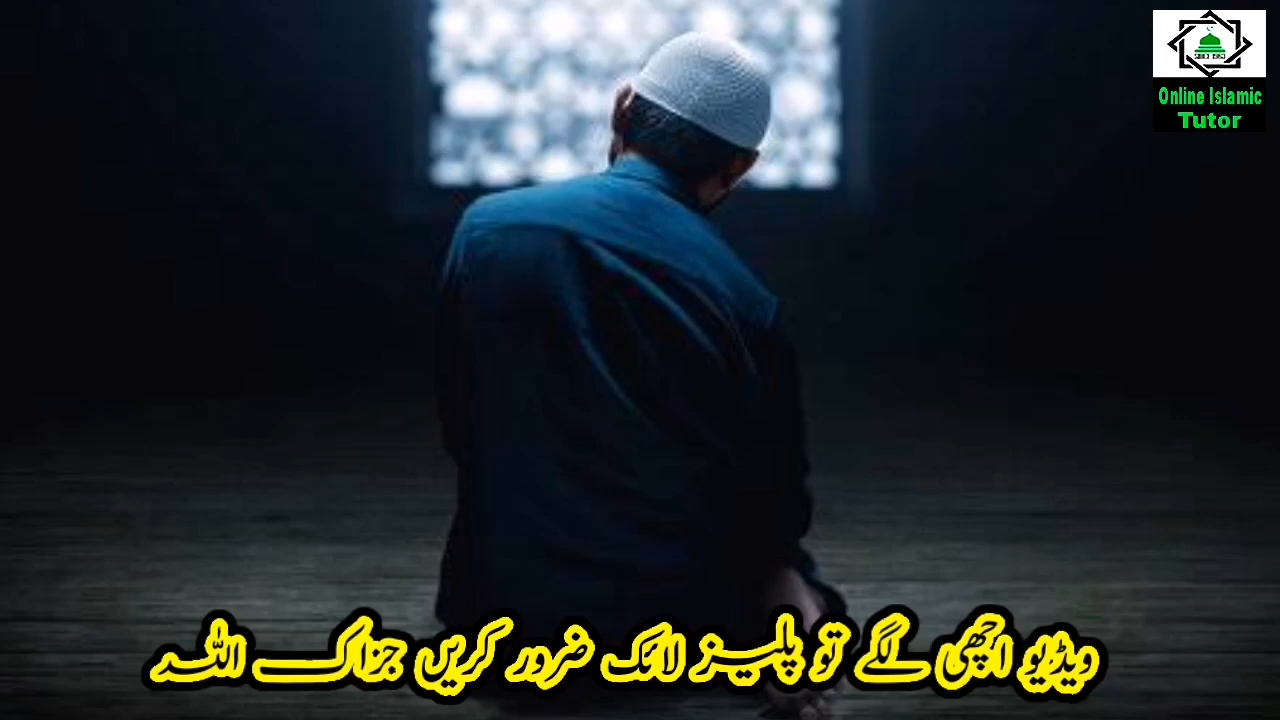 Online Islamic
Tutor
ویڈیو اچھی لگے تو پلیز لائک ضرور کریں جزاک اللہ